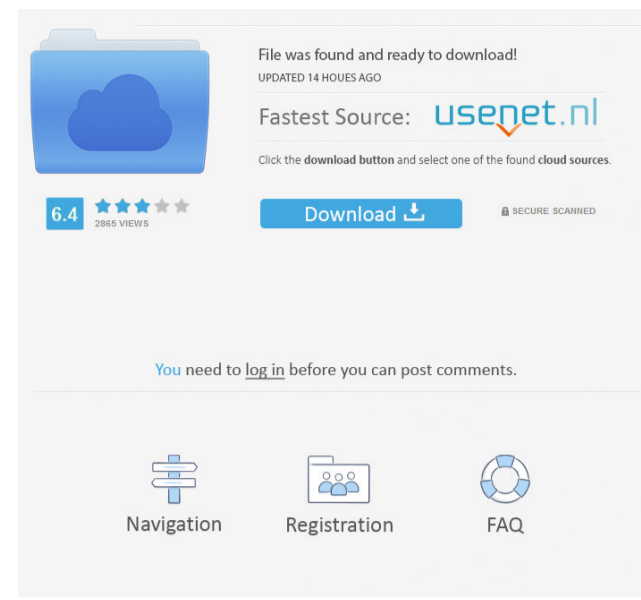 File was found and ready to download!
UPDATED 14 HOUES AGO
Fastest Source: usenet.nl
Click the download button and select one of the found cloud sources.
6.4
2865 VIEWS
Download
SECURE SCANNED
You need to log in before you can post comments.
Navigation
Registration
FAQ